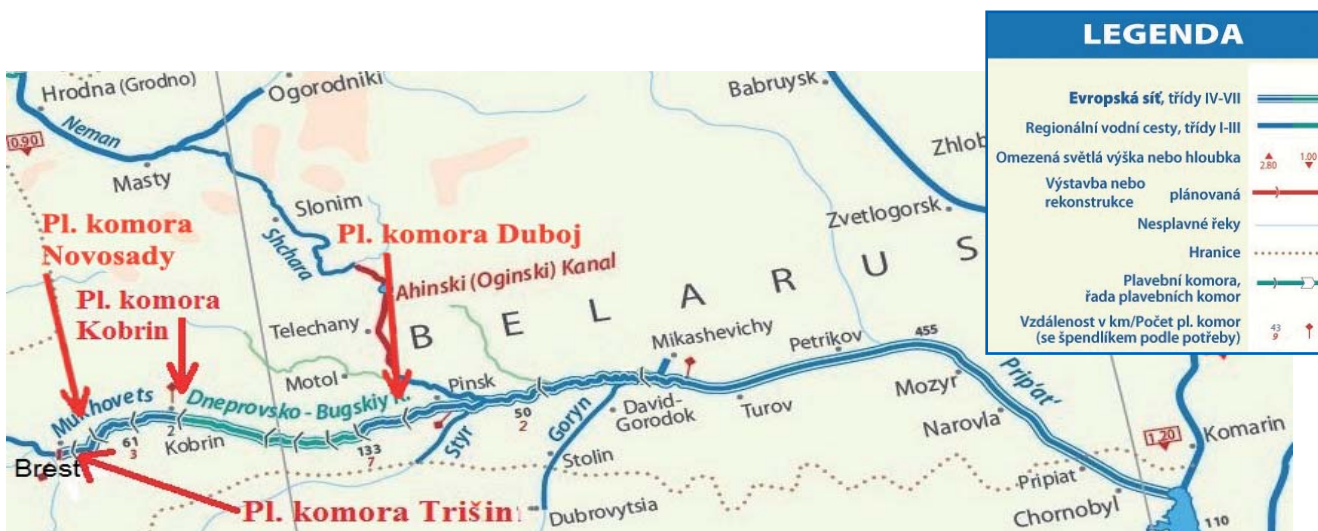 LEGENDA
Evropská síť, třídy IV-VII
Regionální vodní cesty, třídy I-III
Omezená světlá výška nebo hloubka
2.80
1.00
Výstavba nebo
rekonstrukce
plánovaná
Nesplavné řeky
Hranice
Plavební komora,
řada plavebních komor
Vzdálenost v km/Počet pl. komor
(se špendlíkem podle potřeby)
43
9
Hrodna (Grodno)
Ogorodniki
Babruysk
Neman
0.90
Zhlob
Masty
Slonim
Zvetlogorsk
Pl. komora
Novosady
Shchara
Pl. komora Duboj
Ahinski (Oginski) Kanal
Pl. komora
Kobrin
Telechany
B E L A R U S
Mikashevichy
Petrikov
455
Motol
Pinsk
Mukhovets
Dneprovsko - Bugskiy
Mozyr
Prip'at'
50
2
David-
Gorodok
Turov
61
3
2
Kobrin
Goryn
Styr
Narovla
133
7
1.20
Komarin
Brest
Stolin
Pripiat
Pl. komora Trišin
Dubrovytsia
Chornobyl
110